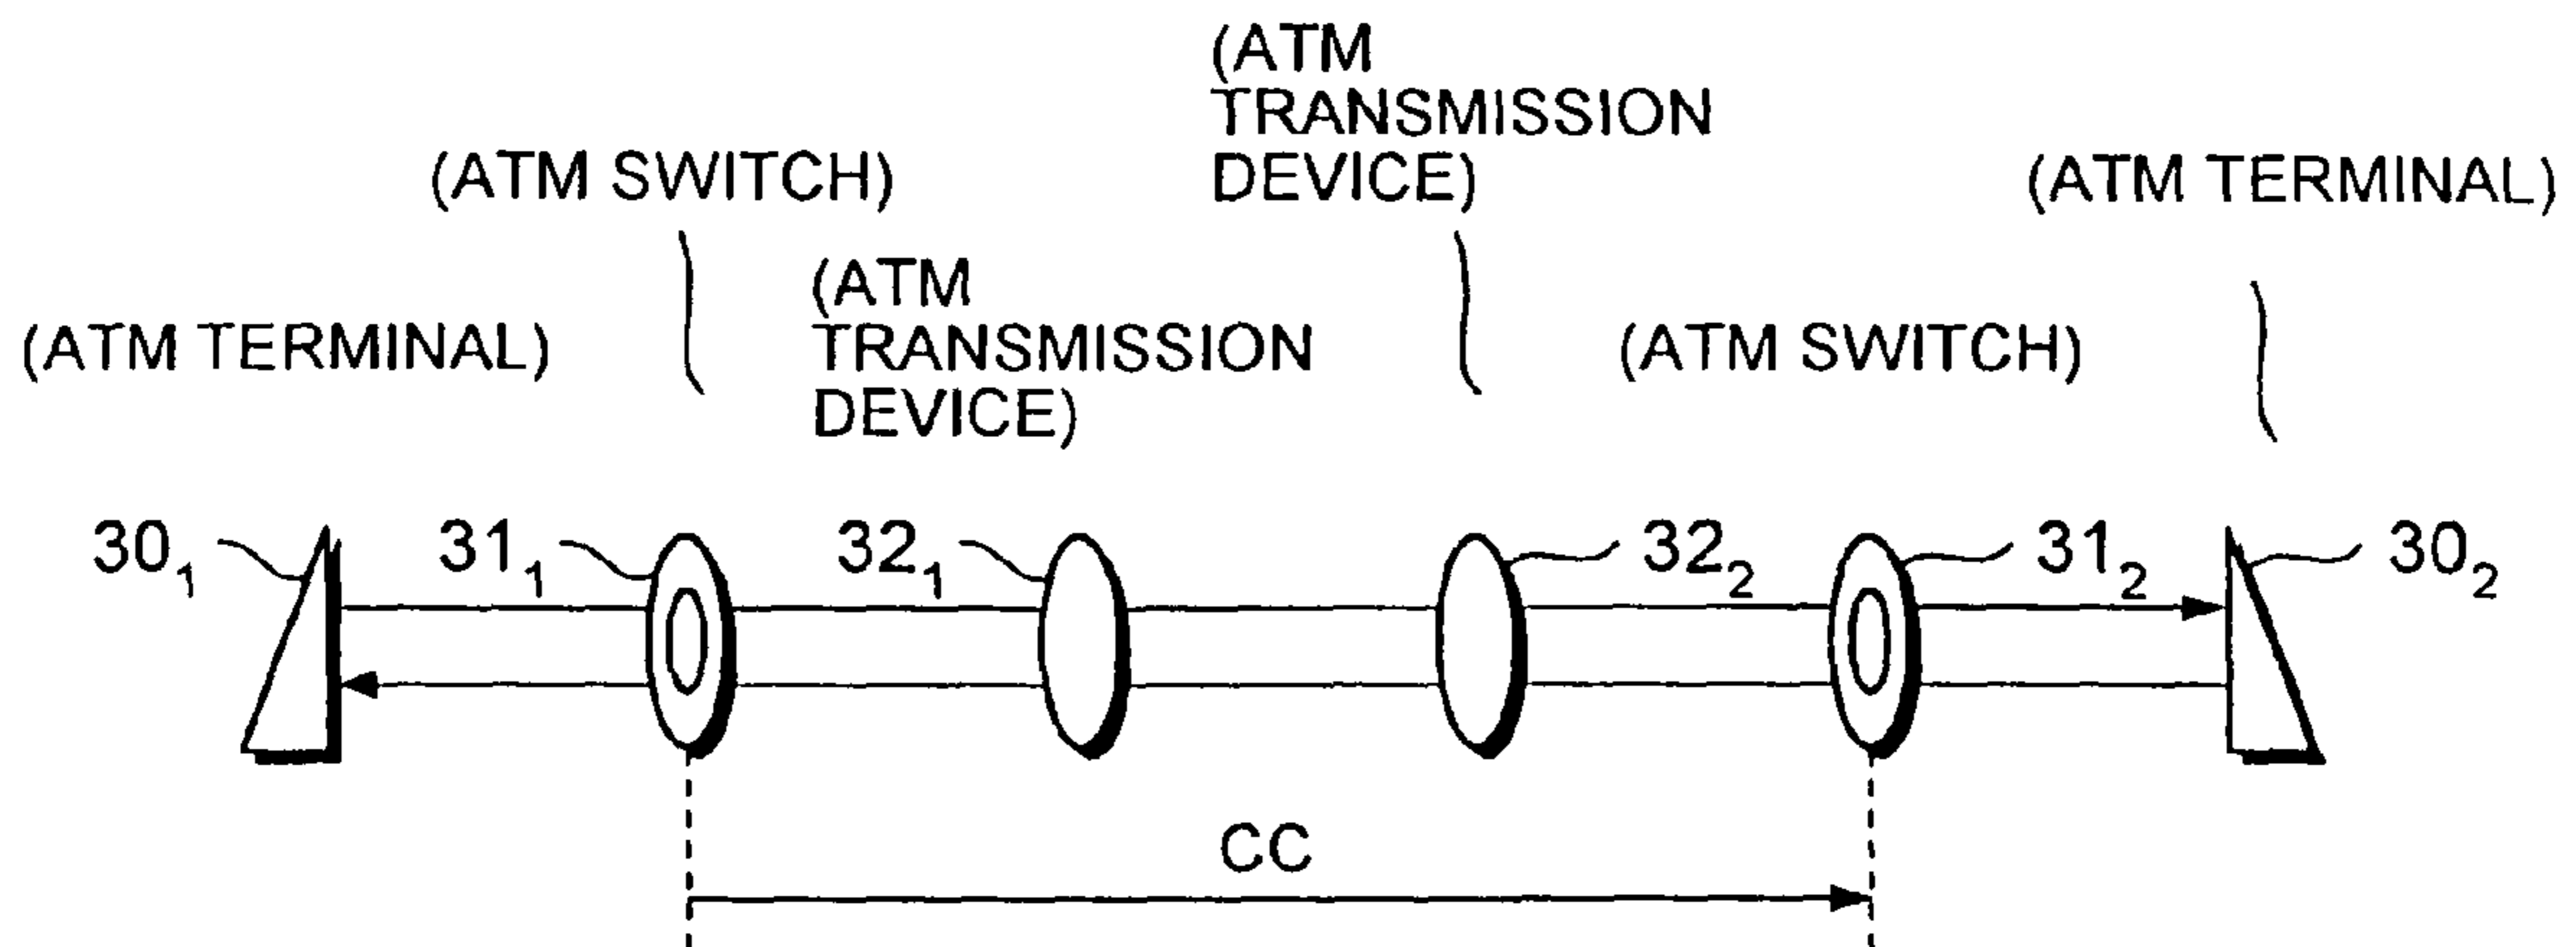 (ATM
TRANSMISSION
DEVICE)
(ATM SWITCH)
(ATM TERMINAL)
(ATM
TRANSMISSION
DEVICE)
(ATM TERMINAL)
(ATM SWITCH)
30₁ 31₁ 32₁ 32₂ 31₂ 30₂
CC